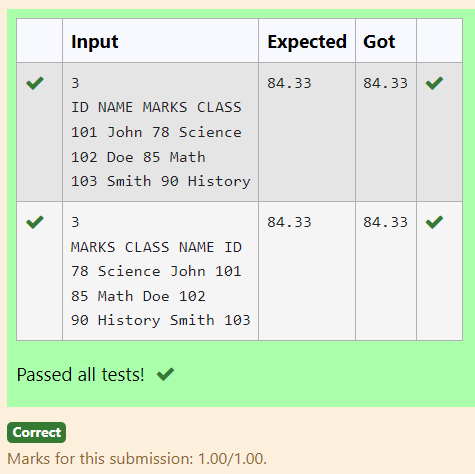 Input Expected Got
3 84.33 84.33
ID NAME MARKS CLASS
101 John 78 Science
102 Doe 85 Math
103 Smith 90 History
3 84.33 84.33
MARKS CLASS NAME ID
78 Science John 101
85 Math Doe 102
90 History Smith 103
Passed all tests!
Correct
Marks for this submission: 1.00/1.00.